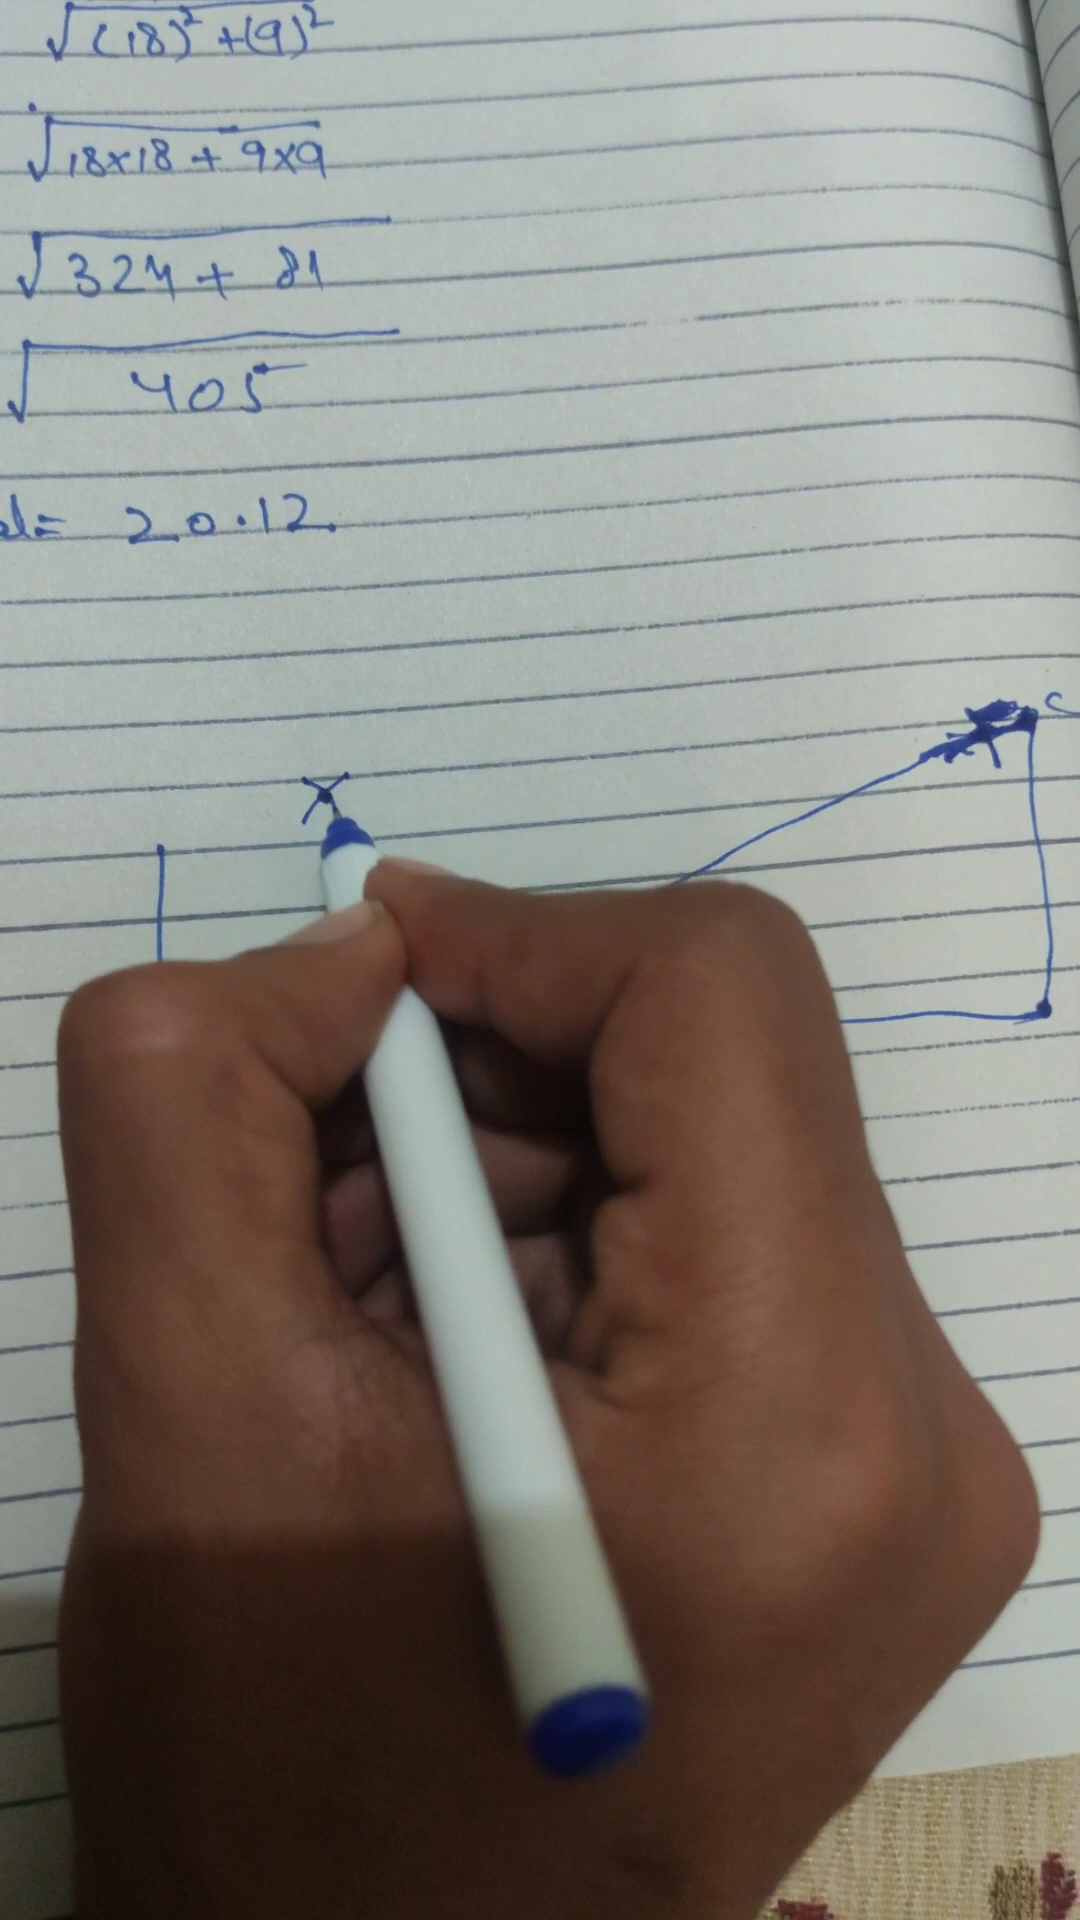 √(18)² + (9)²
√18×18 + 9×9
√324 + 81
√405
d = 20.12
C